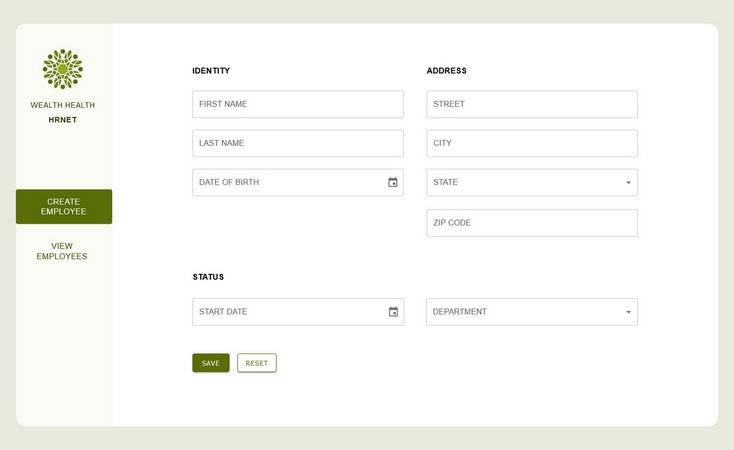 WEALTH HEALTH
HRNET
CREATE
EMPLOYEE
VIEW
EMPLOYEES
IDENTITY
FIRST NAME
LAST NAME
DATE OF BIRTH
ADDRESS
STREET
CITY
STATE
ZIP CODE
STATUS
START DATE
DEPARTMENT
SAVE
RESET